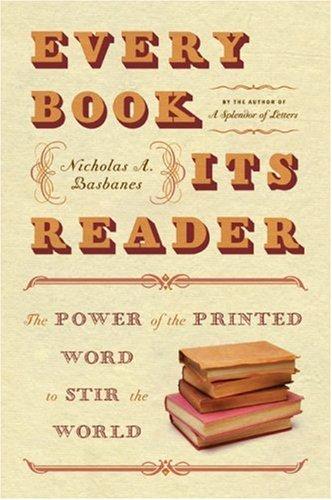 EVERY
BOOK
BY THE AUTHOR OF
A Splendor of Letters
Nicholas A.
Basbanes
ITS
READER
The POWER of the PRINTED
WORD
to STIR the
WORLD